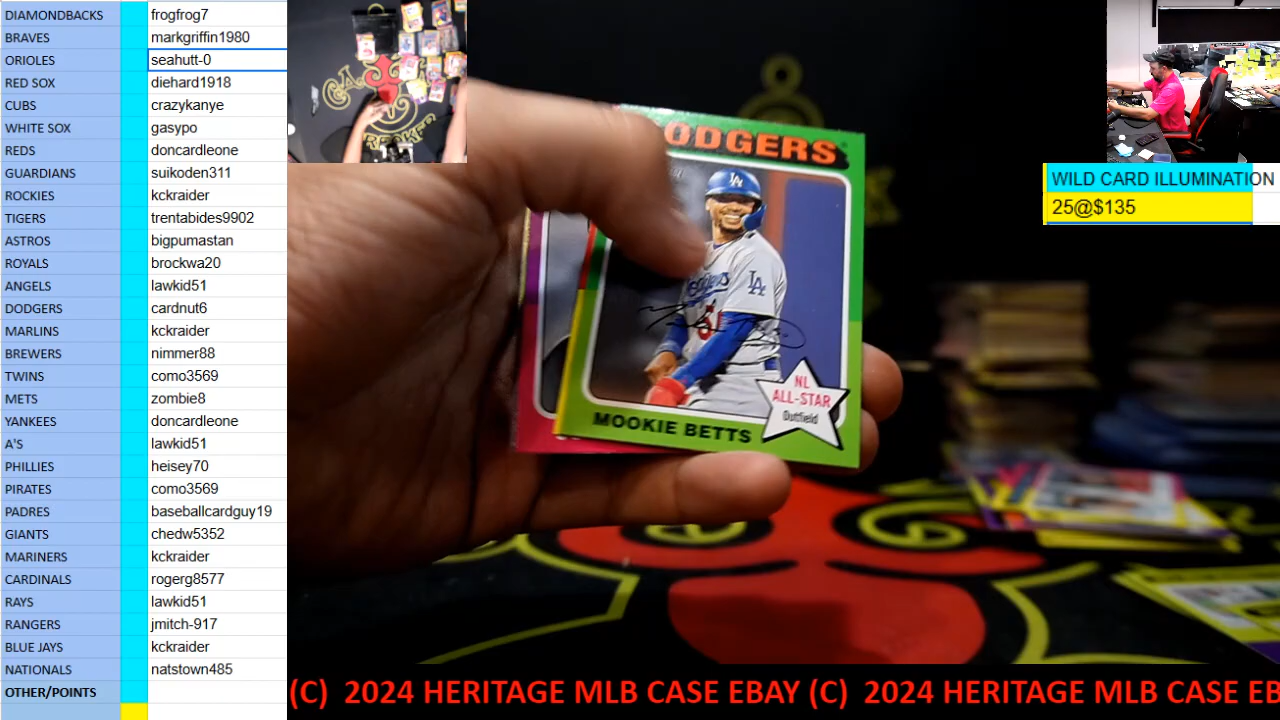 DIAMONDBACKS frogfrog7
BRAVES markgriffin1980
ORIOLES seahutt-0
RED SOX diehard1918
CUBS crazykanye
WHITE SOX gasypo
REDS doncardleone
GUARDIANS suikoden311
ROCKIES kckraider
TIGERS trentabides9902
ASTROS bigpumastan
ROYALS brockwa20
ANGELS lawkid51
DODGERS cardnut6
MARLINS kckraider
BREWERS nimmer88
TWINS como3569
METS zombie8
YANKEES doncardleone
A'S lawkid51
PHILLIES heisey70
PIRATES como3569
PADRES baseballcardguy19
GIANTS chedw5352
MARINERS kckraider
CARDINALS rogerg8577
RAYS lawkid51
RANGERS jmitch-917
BLUE JAYS kckraider
NATIONALS natstown485
OTHER/POINTS
WILD CARD ILLUMINATION
25@$135
ODGERS
Dodgers
LA
NL
ALL-STAR
Outfield
MOOKIE BETTS
(C) 2024 HERITAGE MLB CASE EBAY (C) 2024 HERITAGE MLB CASE EB